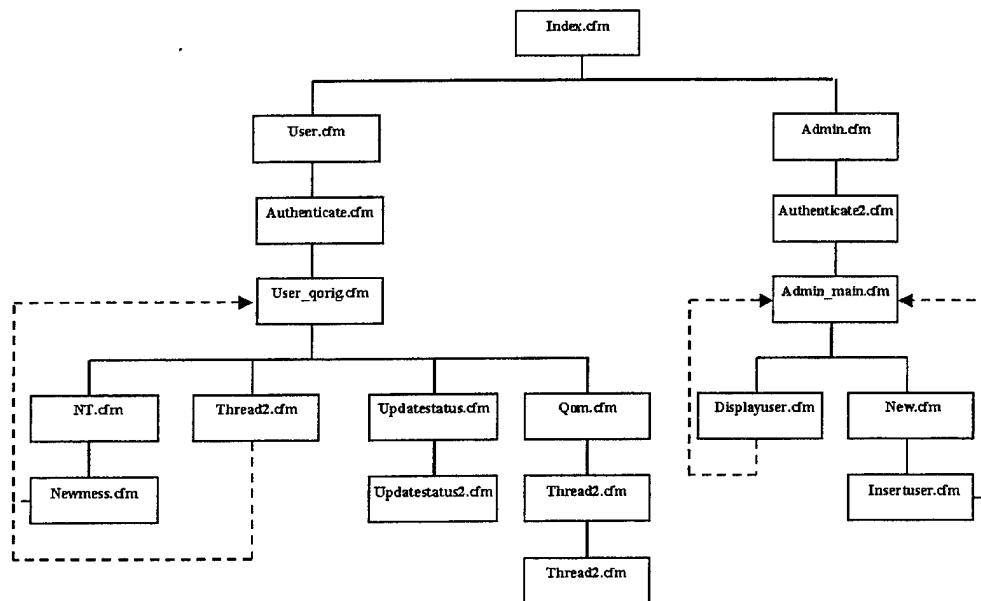 Index.cfm
User.cfm
Admin.cfm
Authenticate.cfm
Authenticate2.cfm
User_qorig.cfm
Admin_main.cfm
NT.cfm
Thread2.cfm
Updatestatus.cfm
Qom.cfm
Displayuser.cfm
New.cfm
Newmess.cfm
Updatestatus2.cfm
Thread2.cfm
Insertuser.cfm
Thread2.cfm